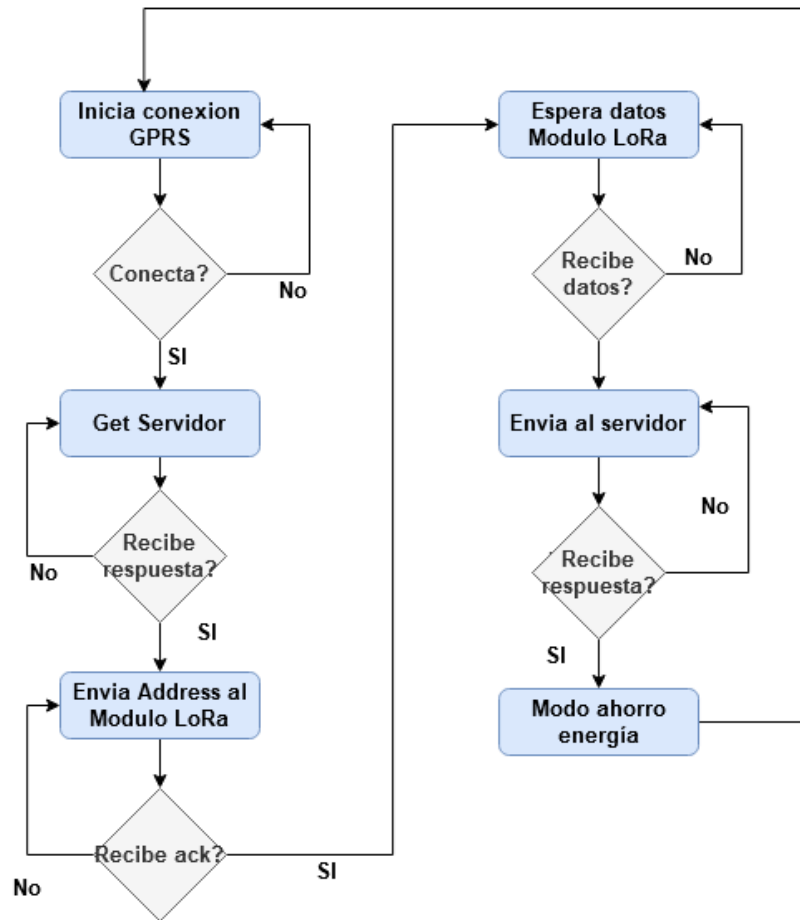 Inicia conexion
GPRS
Conecta?
No
SI
Get Servidor
Recibe
respuesta?
No
SI
Envia Address al
Modulo LoRa
Recibe ack?
No
SI
Espera datos
Modulo LoRa
Recibe
datos?
No
Envia al servidor
No
Recibe
respuesta?
SI
Modo ahorro
energía